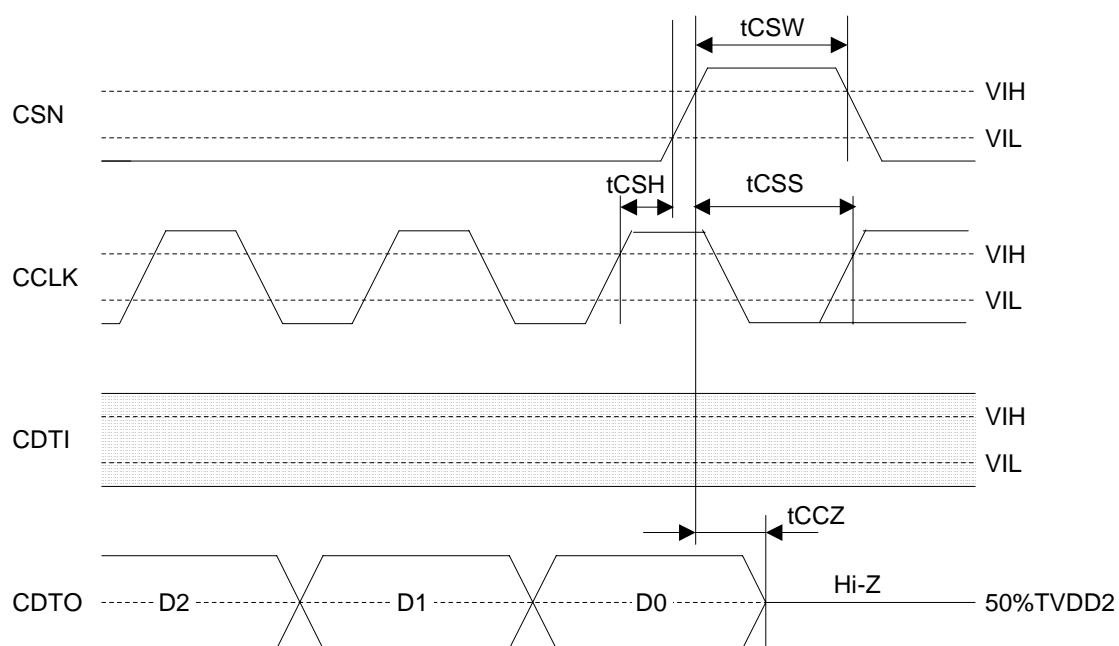 tCSW
VIH
CSN
VIL
tCSH
tCSS
VIH
CCLK
VIL
VIH
CDTI
VIL
tCCZ
Hi-Z
CDTO D2 D1 D0 50%TVDD2